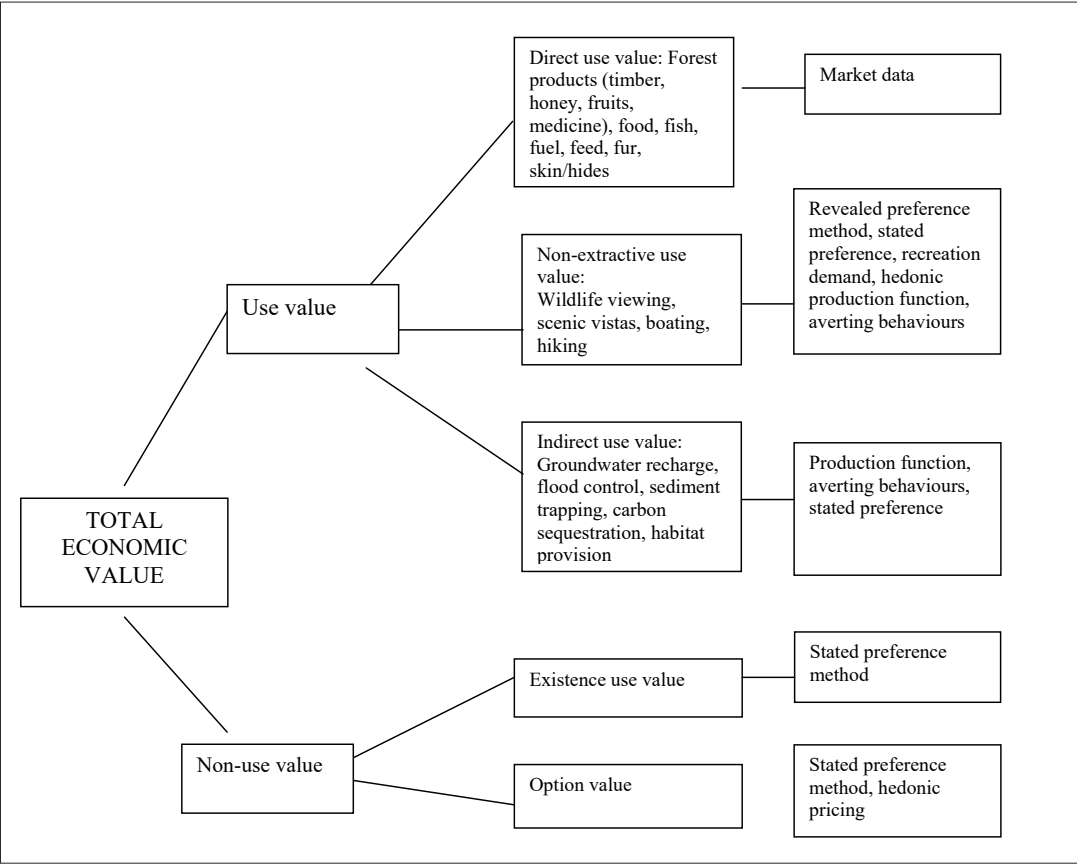 Direct use value: Forest
products (timber,
honey, fruits,
medicine), food, fish,
fuel, feed, fur,
skin/hides
Market data
Revealed preference
method, stated
preference, recreation
demand, hedonic
production function,
averting behaviours
Non-extractive use
value:
Wildlife viewing,
scenic vistas, boating,
hiking
Use value
Indirect use value:
Groundwater recharge,
flood control, sediment
trapping, carbon
sequestration, habitat
provision
Production function,
averting behaviours,
stated preference
TOTAL
ECONOMIC
VALUE
Existence use value
Stated preference
method
Non-use value
Option value
Stated preference
method, hedonic
pricing